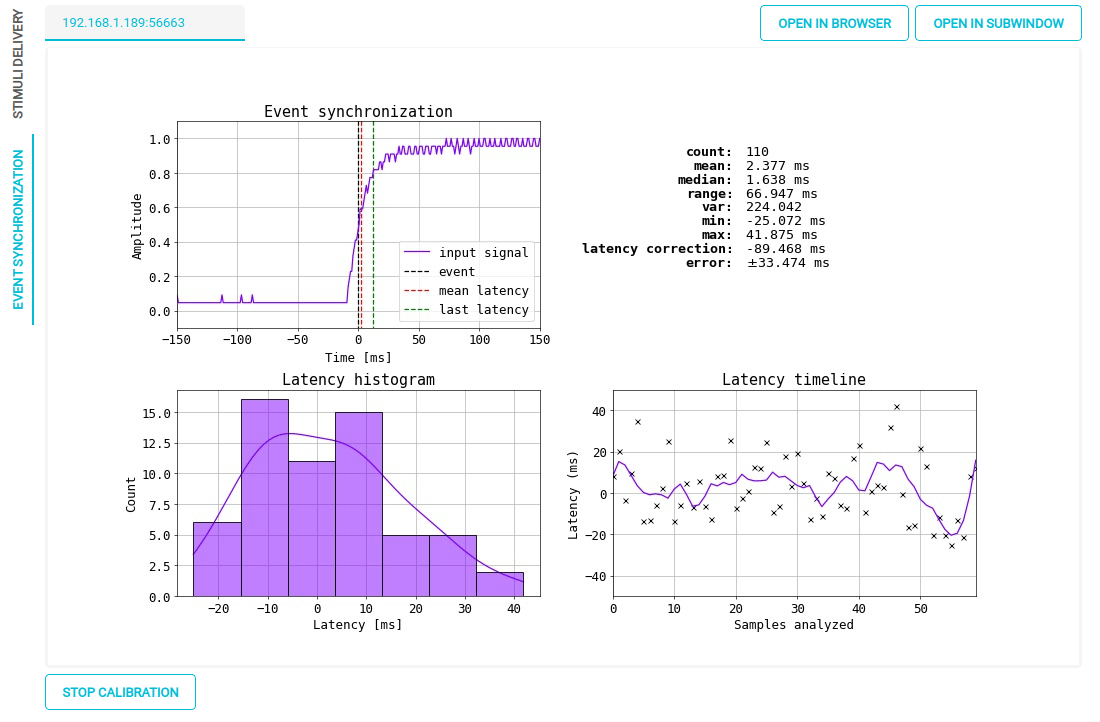 STIMULI DELIVERY
EVENT SYNCHRONIZATION
192.168.1.189:56663
OPEN IN BROWSER
OPEN IN SUBWINDOW
Event synchronization
Amplitude
1.0
0.8
0.6
0.4
0.2
0.0
input signal
event
mean latency
last latency
−150 −100 −50 0 50 100 150
Time [ms]
count: 110
mean: 2.377 ms
median: 1.638 ms
range: 66.947 ms
var: 224.042
min: -25.072 ms
max: 41.875 ms
latency correction: -89.468 ms
error: ±33.474 ms
Latency histogram
Count
15.0
12.5
10.0
7.5
5.0
2.5
0.0
−20 −10 0 10 20 30 40
Latency [ms]
Latency timeline
Latency (ms)
40
20
0
−20
−40
0 10 20 30 40 50
Samples analyzed
STOP CALIBRATION